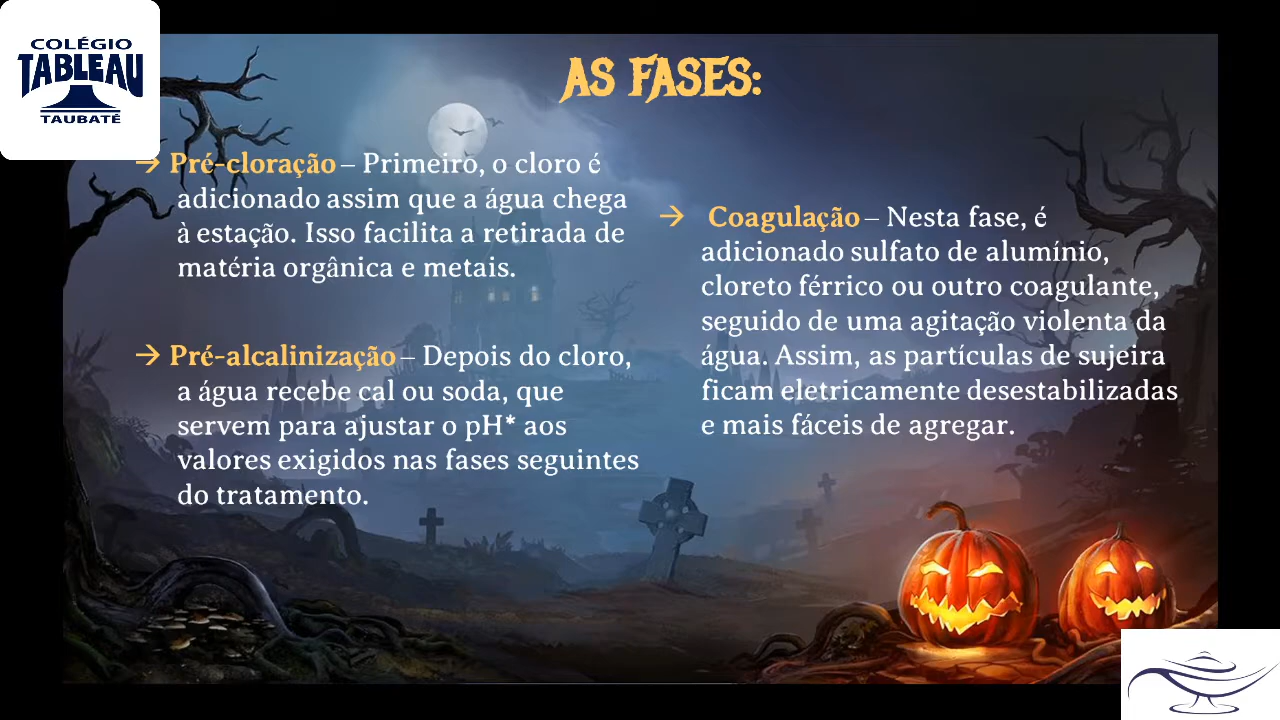 COLÉGIO
TABLEAU
TAUBATÉ
AS FASES:
→ Pré-cloração – Primeiro, o cloro é
adicionado assim que a água chega
à estação. Isso facilita a retirada de
matéria orgânica e metais.
→ Pré-alcalinização – Depois do cloro,
a água recebe cal ou soda, que
servem para ajustar o pH* aos
valores exigidos nas fases seguintes
do tratamento.
→ Coagulação – Nesta fase, é
adicionado sulfato de alumínio,
cloreto férrico ou outro coagulante,
seguido de uma agitação violenta da
água. Assim, as partículas de sujeira
ficam eletricamente desestabilizadas
e mais fáceis de agregar.